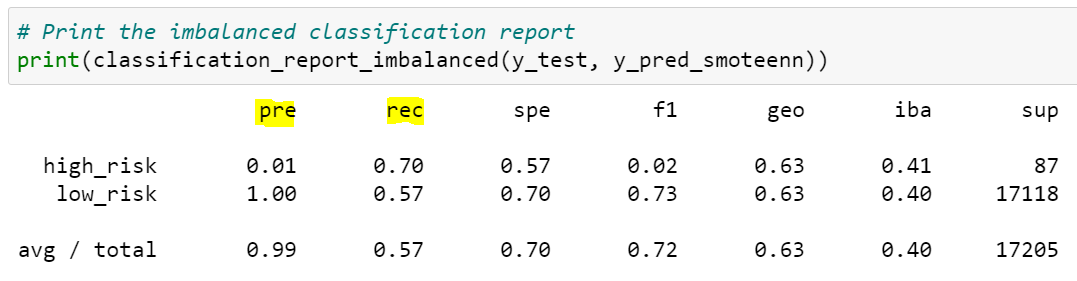 # Print the imbalanced classification report
print(classification_report_imbalanced(y_test, y_pred_smoteenn))
pre rec spe f1 geo iba sup
high_risk 0.01 0.70 0.57 0.02 0.63 0.41 87
low_risk 1.00 0.57 0.70 0.73 0.63 0.40 17118
avg / total 0.99 0.57 0.70 0.72 0.63 0.40 17205